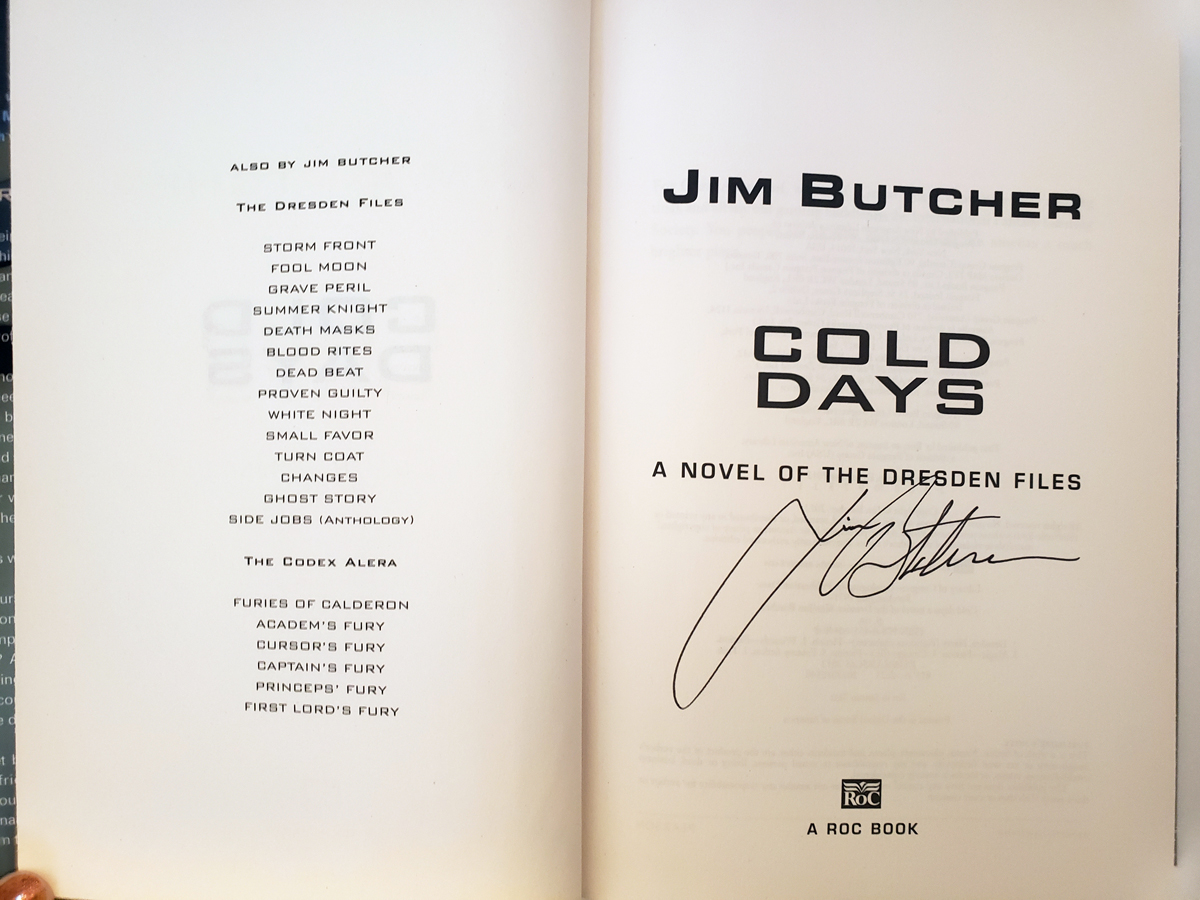 ALSO BY JIM BUTCHER
THE DRESDEN FILES
STORM FRONT
FOOL MOON
GRAVE PERIL
SUMMER KNIGHT
DEATH MASKS
BLOOD RITES
DEAD BEAT
PROVEN GUILTY
WHITE NIGHT
SMALL FAVOR
TURN COAT
CHANGES
GHOST STORY
SIDE JOBS (ANTHOLOGY)
THE CODEX ALERA
FURIES OF CALDERON
ACADEM'S FURY
CURSOR'S FURY
CAPTAIN'S FURY
PRINCEPS' FURY
FIRST LORD'S FURY
JIM BUTCHER
COLD
DAYS
A NOVEL OF THE DRESDEN FILES
Jim Butcher
ROC
A ROC BOOK